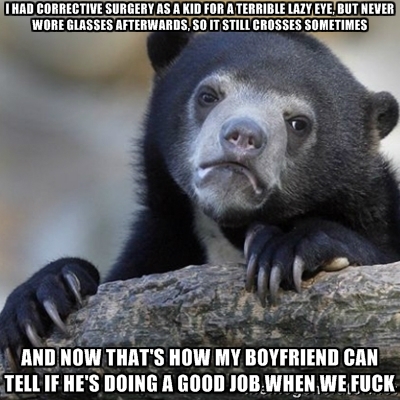 I HAD CORRECTIVE SURGERY AS A KID FOR A TERRIBLE LAZY EYE, BUT NEVER
WORE GLASSES AFTERWARDS, SO IT STILL CROSSES SOMETIMES
AND NOW THAT'S HOW MY BOYFRIEND CAN
TELL IF HE'S DOING A GOOD JOB WHEN WE FUCK